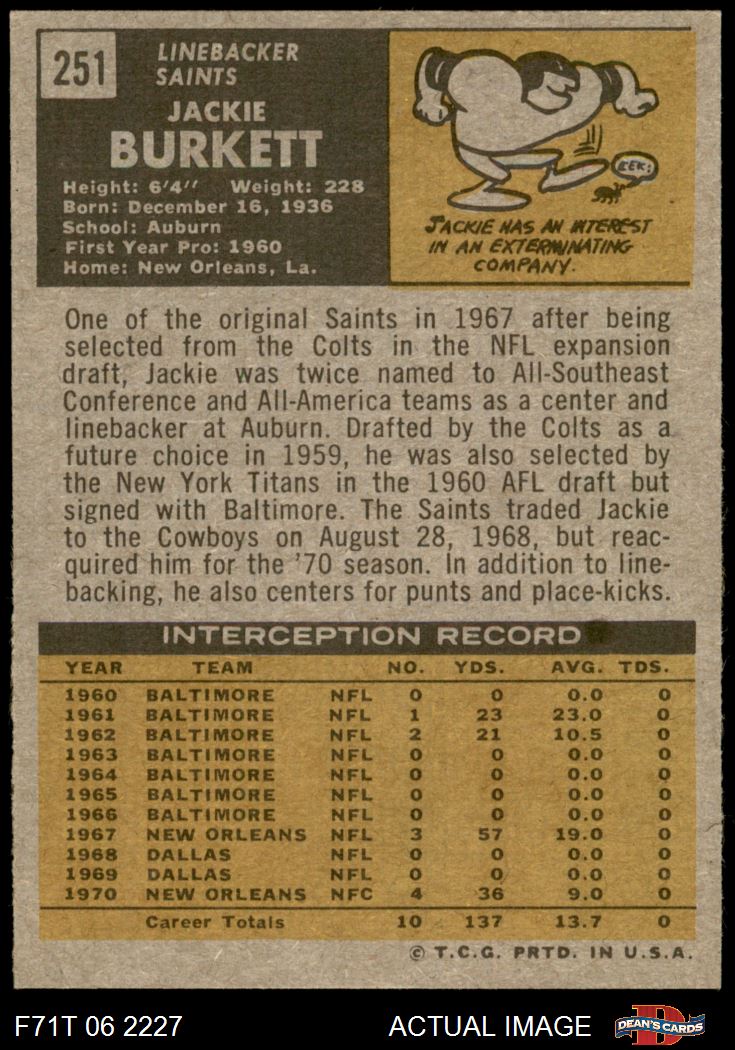 251
LINEBACKER
SAINTS
JACKIE
BURKETT
Height: 6'4" Weight: 228
Born: December 16, 1936
School: Auburn
First Year Pro: 1960
Home: New Orleans, La.
EEK!
JACKIE HAS AN INTEREST
IN AN EXTERMINATING
COMPANY.
One of the original Saints in 1967 after being
selected from the Colts in the NFL expansion
draft, Jackie was twice named to All-Southeast
Conference and All-America teams as a center and
linebacker at Auburn. Drafted by the Colts as a
future choice in 1959, he was also selected by
the New York Titans in the 1960 AFL draft but
signed with Baltimore. The Saints traded Jackie
to the Cowboys on August 28, 1968, but reac-
quired him for the '70 season. In addition to line-
backing, he also centers for punts and place-kicks.
INTERCEPTION RECORD
YEAR TEAM NO. YDS. AVG. TDS.
1960 BALTIMORE NFL 0 0 0.0 0
1961 BALTIMORE NFL 1 23 23.0 0
1962 BALTIMORE NFL 2 21 10.5 0
1963 BALTIMORE NFL 0 0 0.0 0
1964 BALTIMORE NFL 0 0 0.0 0
1965 BALTIMORE NFL 0 0 0.0 0
1966 BALTIMORE NFL 0 0 0.0 0
1967 NEW ORLEANS NFL 3 57 19.0 0
1968 DALLAS NFL 0 0 0.0 0
1969 DALLAS NFL 0 0 0.0 0
1970 NEW ORLEANS NFC 4 36 9.0 0
Career Totals 10 137 13.7 0
© T.C.G. PRTD. IN U.S.A.
F71T 06 2227 ACTUAL IMAGE
D
DEAN'S CARDS